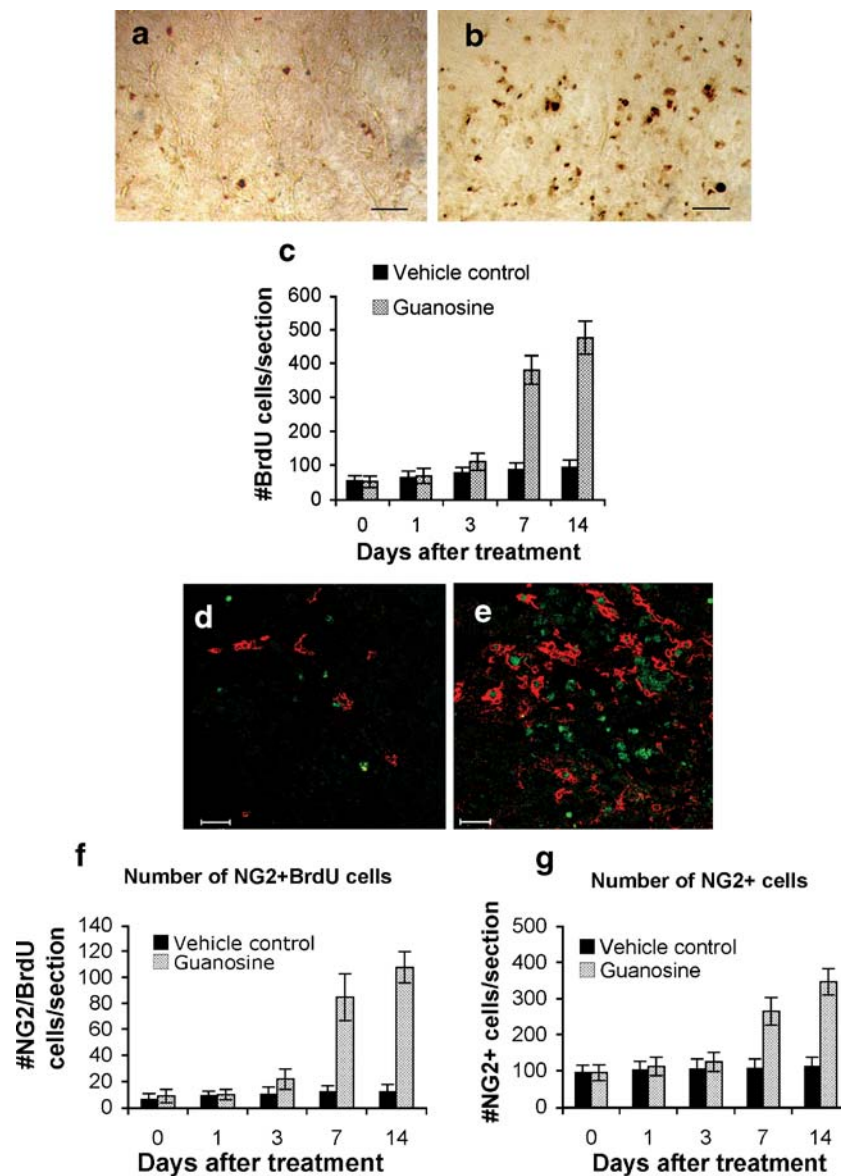 a
b
c
Vehicle control
Guanosine
600
500
400
300
200
100
0
#BrdU cells/section
0 1 3 7 14
Days after treatment
d
e
f
Number of NG2+BrdU cells
140
120
100
80
60
40
20
0
#NG2/BrdU
cells/section
Vehicle control
Guanosine
0 1 3 7 14
Days after treatment
g
Number of NG2+ cells
500
400
300
200
100
0
#NG2+ cells/section
Vehicle control
Guanosine
0 1 3 7 14
Days after treatment